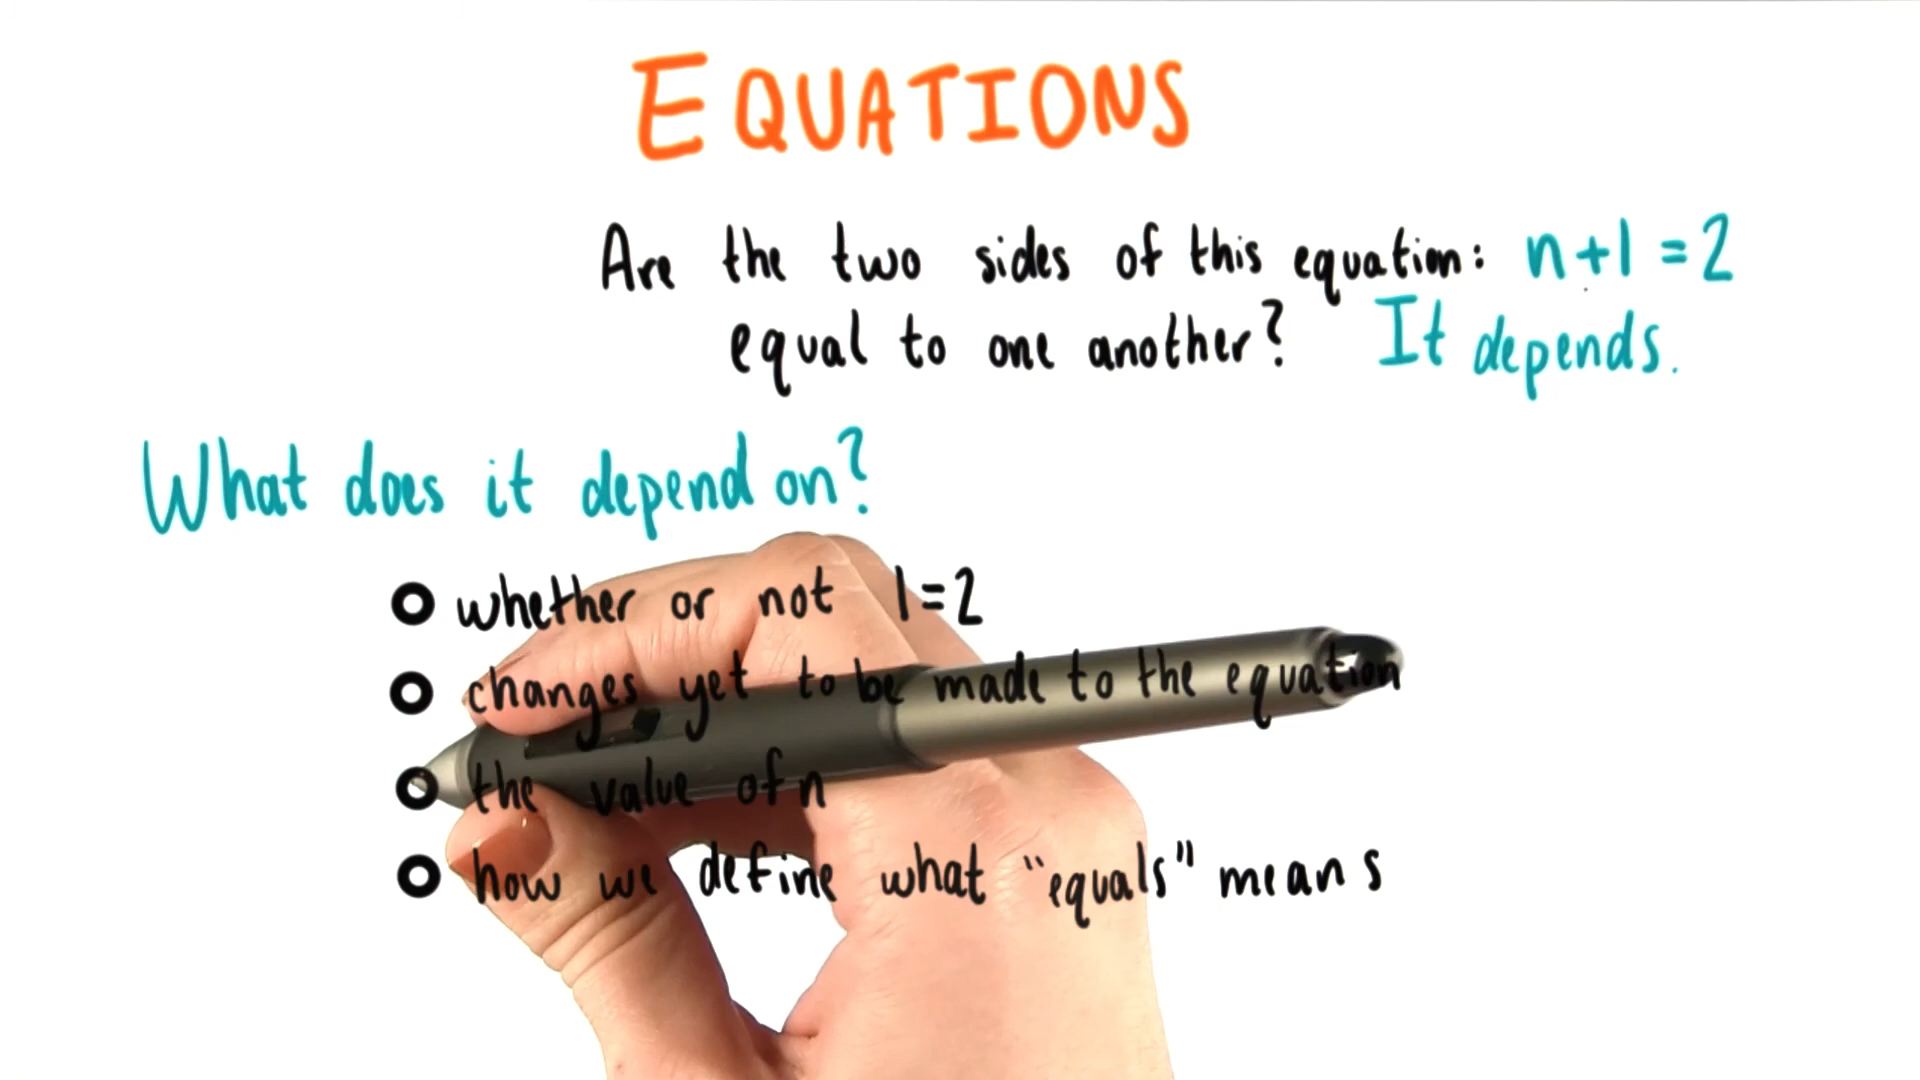 EQUATIONS
Are the two sides of this equation: n+1=2
equal to one another? It depends.
What does it depend on?
whether or not 1=2
changes yet to be made to the equation
the value of n
how we define what "equals" means